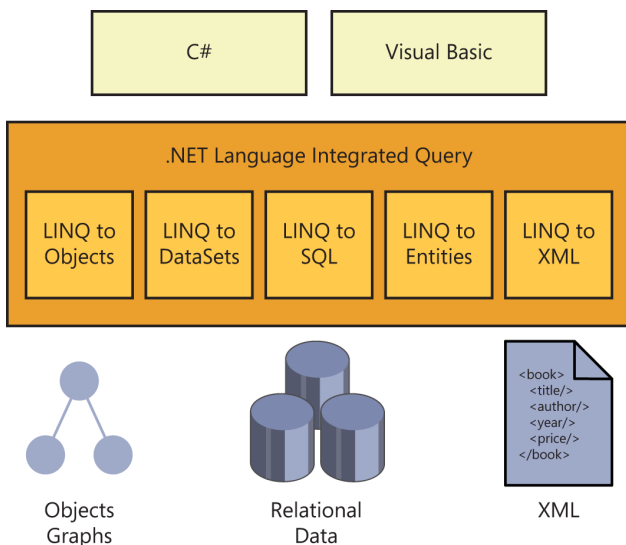 C#
Visual Basic
.NET Language Integrated Query
LINQ to
Objects
LINQ to
DataSets
LINQ to
SQL
LINQ to
Entities
LINQ to
XML
<book>
<title/>
<author/>
<year/>
<price/>
</book>
Objects
Graphs
Relational
Data
XML